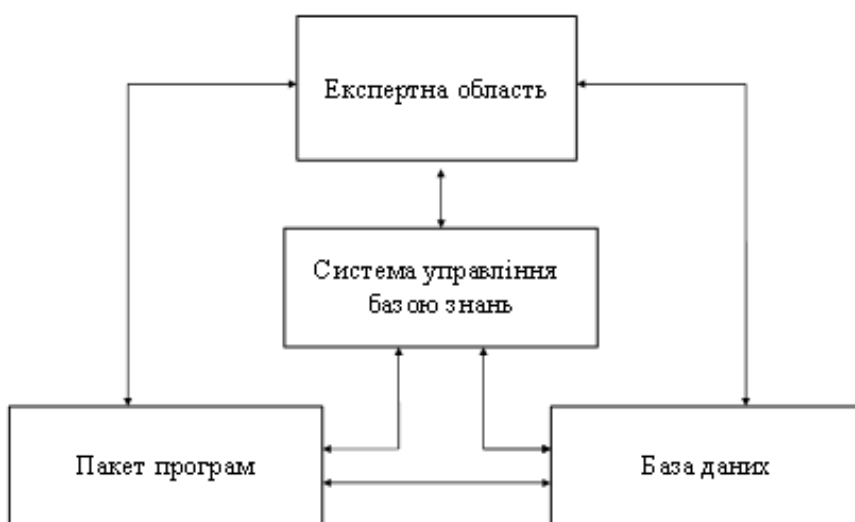 Експертна область
Система управління
базою знань
Пакет програм
База даних